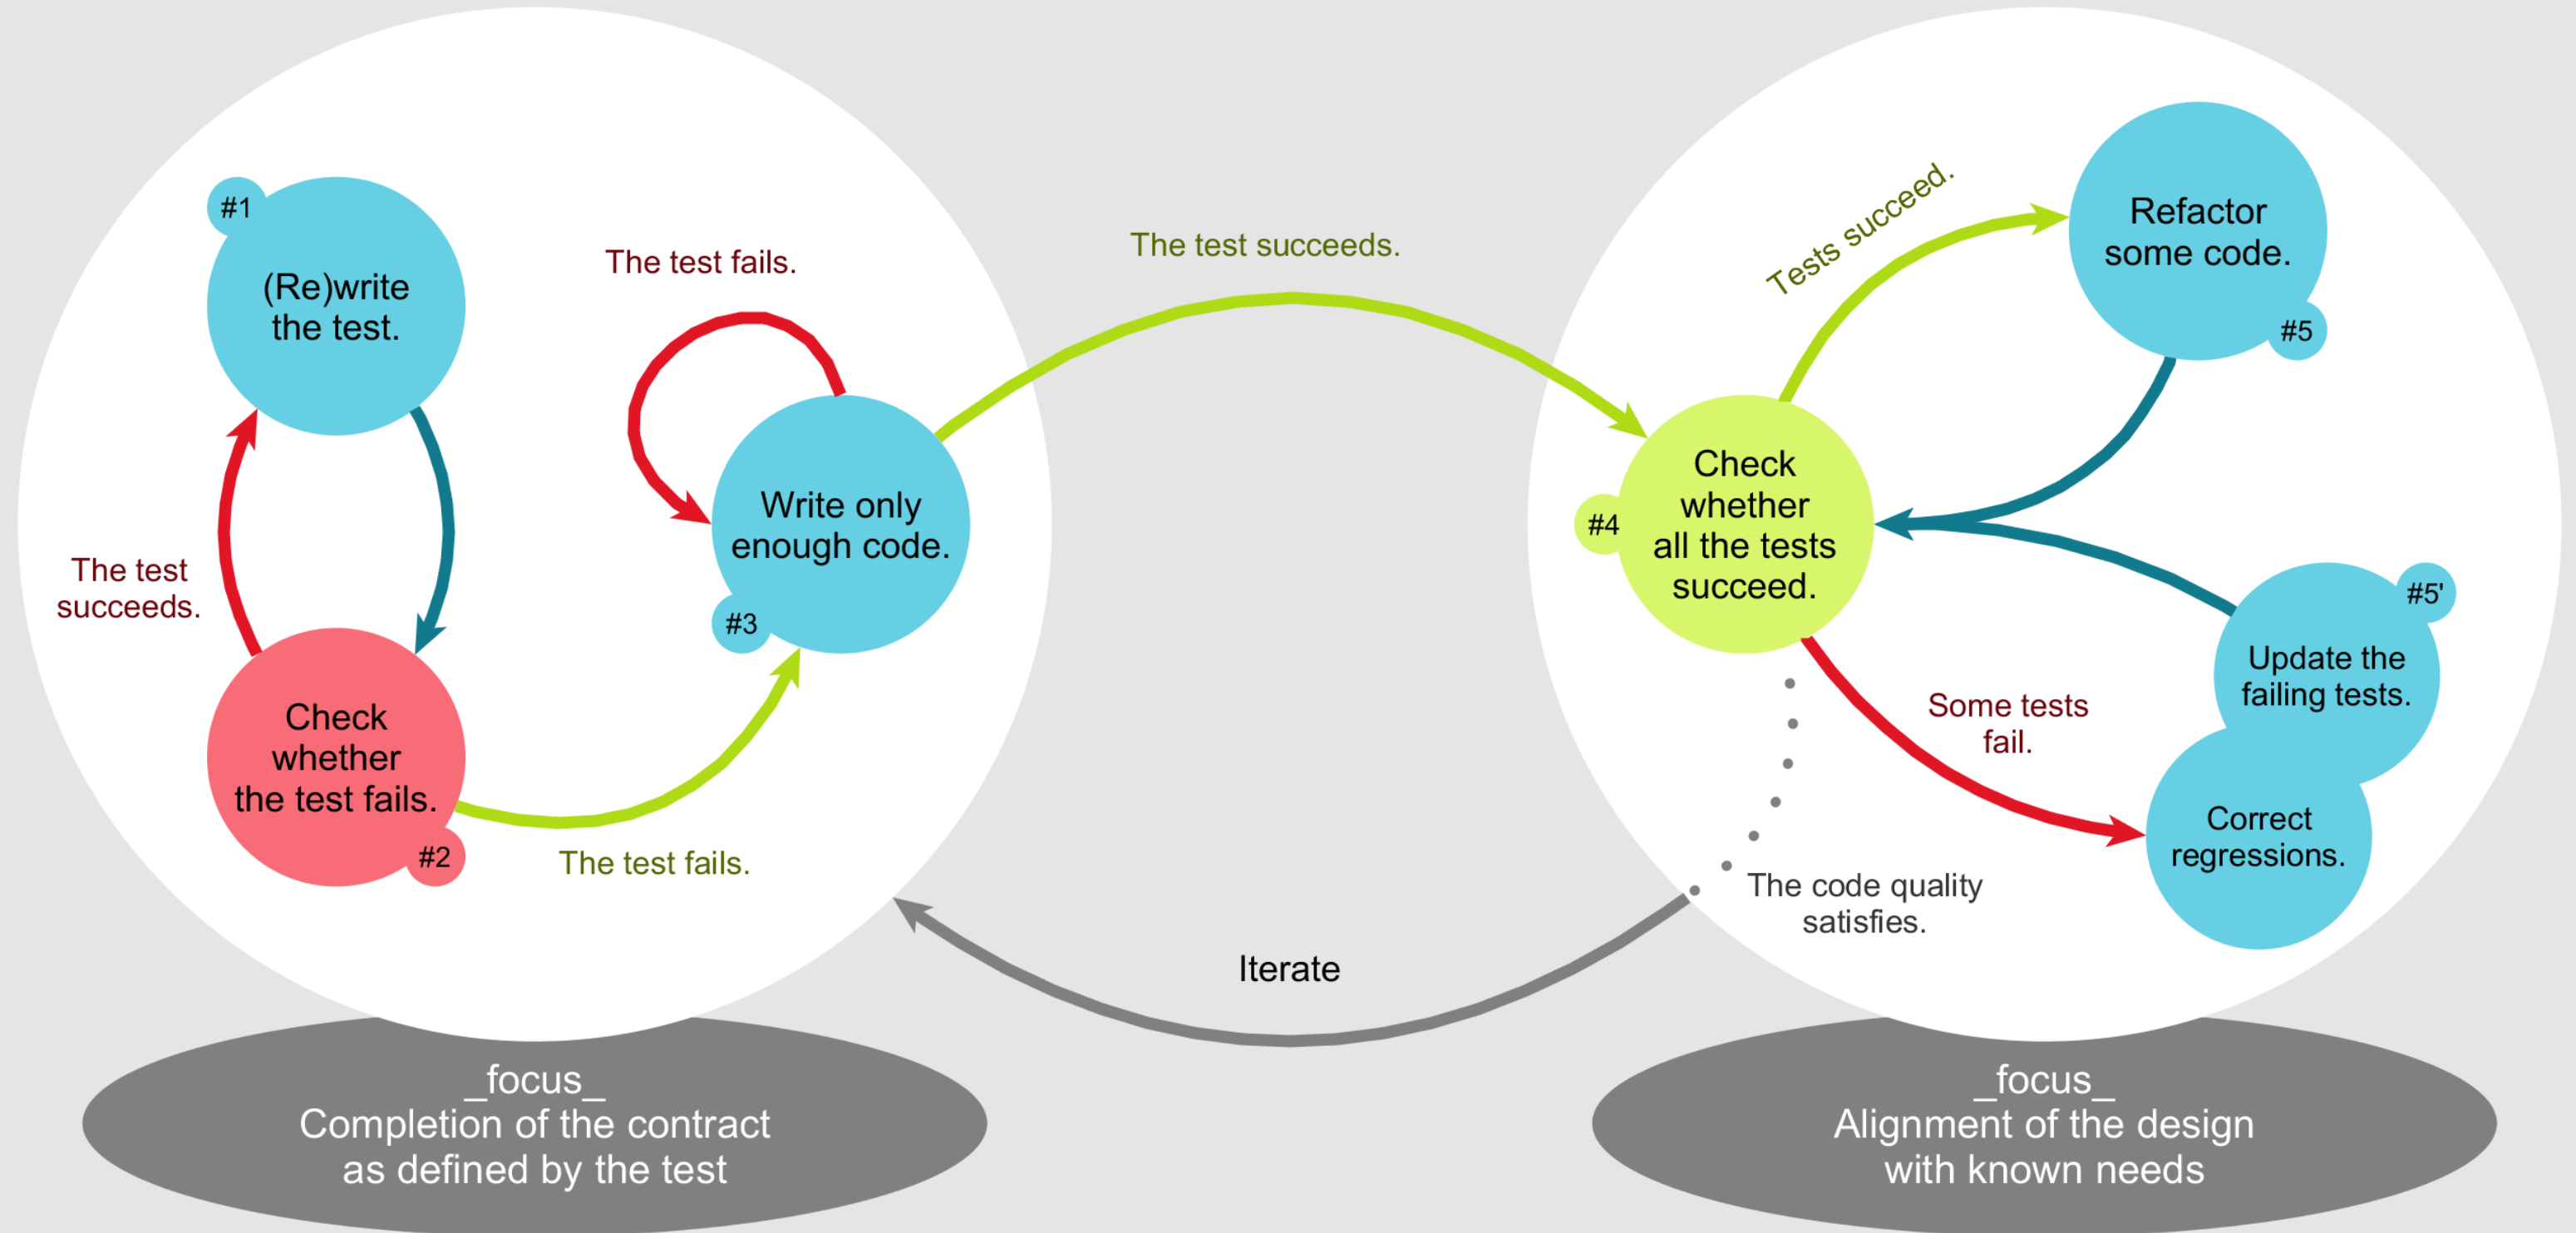 #1
(Re)write
the test.
The test
succeeds.
Check
whether
the test fails.
#2
The test fails.
The test fails.
Write only
enough code.
#3
The test succeeds.
#4
Check
whether
all the tests
succeed.
Tests succeed.
Refactor
some code.
#5
Some tests
fail.
#5'
Update the
failing tests.
Correct
regressions.
The code quality
satisfies.
Iterate
_focus_
Completion of the contract
as defined by the test
_focus_
Alignment of the design
with known needs